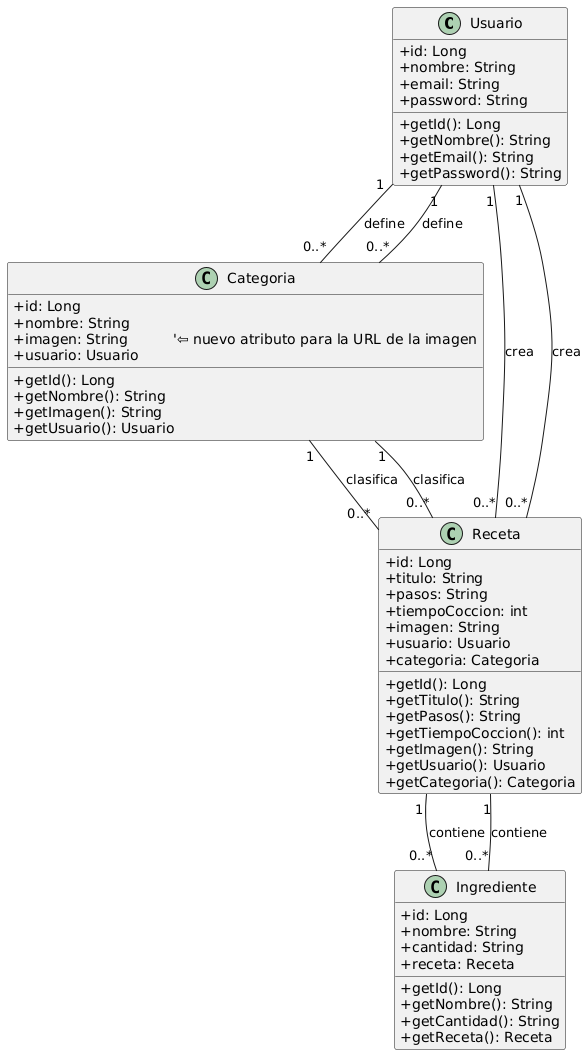 C Usuario
+id: Long
+nombre: String
+email: String
+password: String
+getId(): Long
+getNombre(): String
+getEmail(): String
+getPassword(): String
1 1 1 1
define define
0..* 0..*
C Categoria
+id: Long
+nombre: String
+imagen: String '⇦ nuevo atributo para la URL de la imagen
+usuario: Usuario
+getId(): Long
+getNombre(): String
+getImagen(): String
+getUsuario(): Usuario
crea crea
1 1
clasifica clasifica
0..* 0..* 0..* 0..*
C Receta
+id: Long
+titulo: String
+pasos: String
+tiempoCoccion: int
+imagen: String
+usuario: Usuario
+categoria: Categoria
+getId(): Long
+getTitulo(): String
+getPasos(): String
+getTiempoCoccion(): int
+getImagen(): String
+getUsuario(): Usuario
+getCategoria(): Categoria
1 1
contiene contiene
0..* 0..*
C Ingrediente
+id: Long
+nombre: String
+cantidad: String
+receta: Receta
+getId(): Long
+getNombre(): String
+getCantidad(): String
+getReceta(): Receta